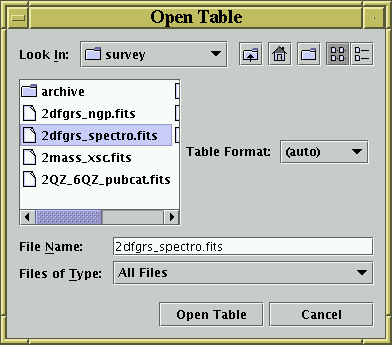 Open Table
Look In: survey
archive
2dfgrs_ngp.fits
2dfgrs_spectro.fits
2mass_xsc.fits
2QZ_6QZ_pubcat.fits
Table Format: (auto)
File Name: 2dfgrs_spectro.fits
Files of Type: All Files
Open Table Cancel